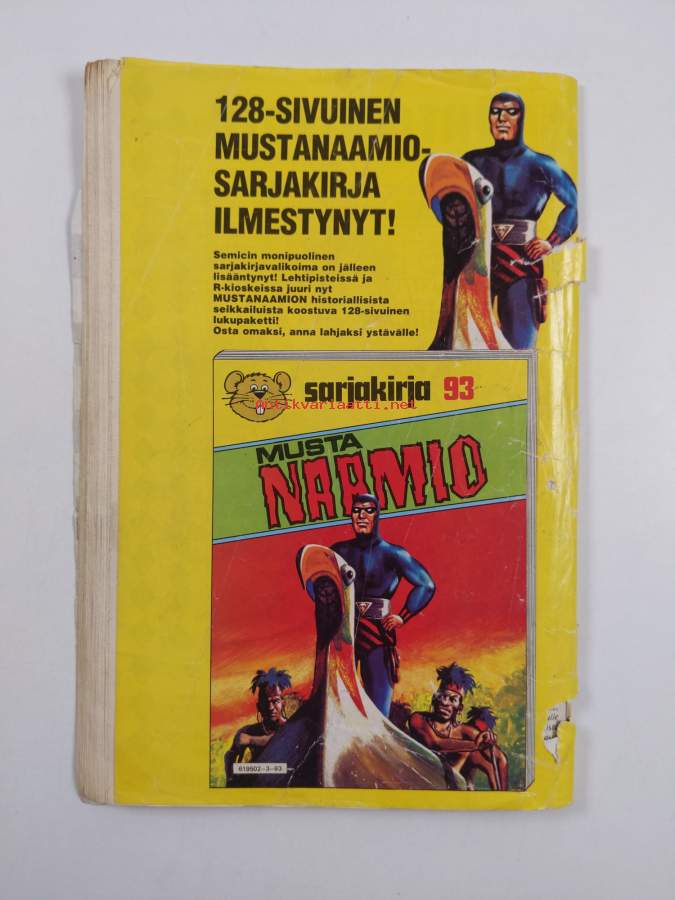 128-SIVUINEN
MUSTANAAMIO-
SARJAKIRJA
ILMESTYNYT!
Semicin monipuolinen
sarjakirjavalikoima on jälleen
lisääntynyt! Lehtipisteissä ja
R-kioskeissa juuri nyt
MUSTANAAMION historiallisista
seikkailuista koostuva 128-sivuinen
lukupaketti!
Osta omaksi, anna lahjaksi ystävälle!
sarjakirja 93
antikvariaatti.net
MUSTA
NAAMIO
619502-3-93